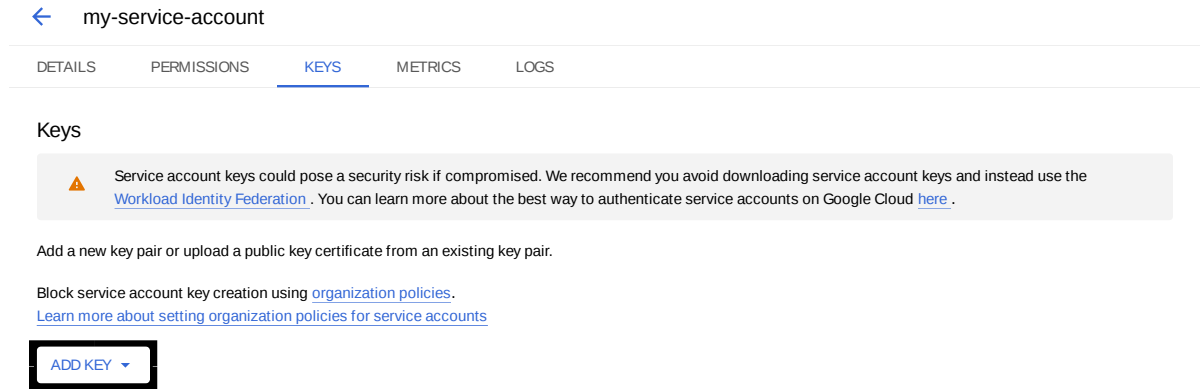 my-service-account
DETAILS PERMISSIONS KEYS METRICS LOGS
Keys
Service account keys could pose a security risk if compromised. We recommend you avoid downloading service account keys and instead use the
Workload Identity Federation . You can learn more about the best way to authenticate service accounts on Google Cloud here .
Add a new key pair or upload a public key certificate from an existing key pair.
Block service account key creation using organization policies.
Learn more about setting organization policies for service accounts
ADD KEY